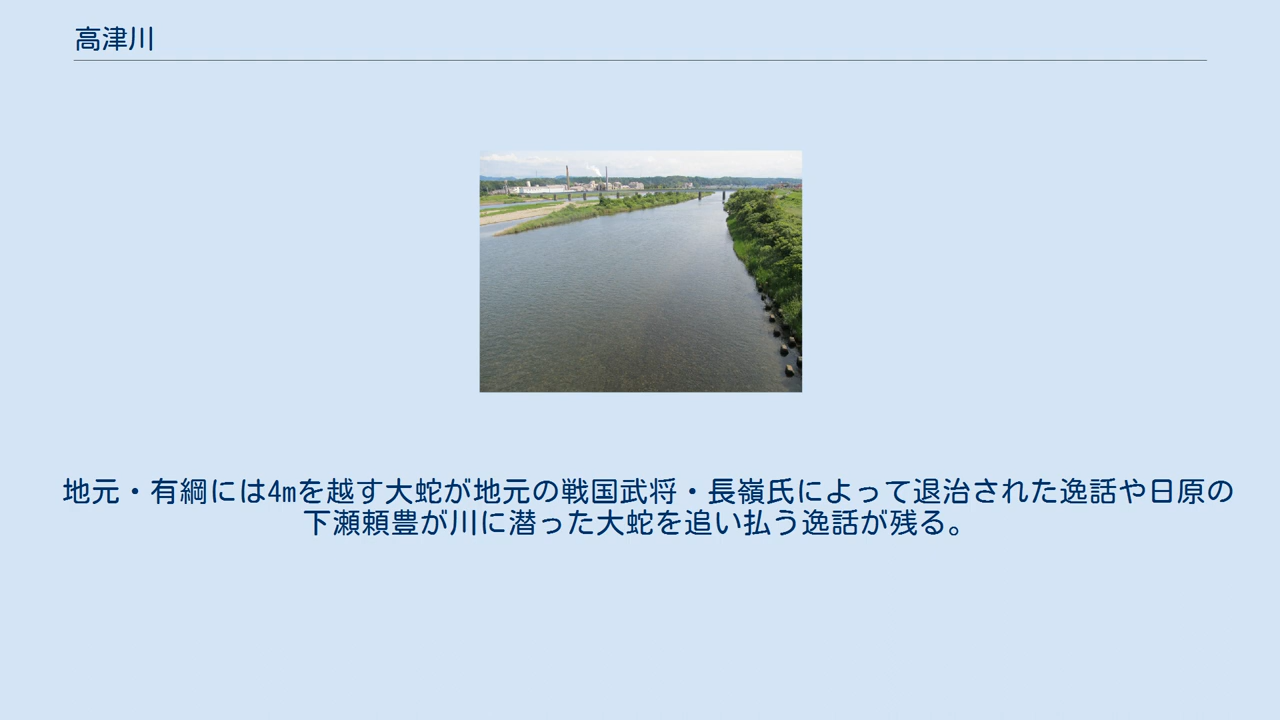 高津川
地元・有綱には4mを越す大蛇が地元の戦国武将・長嶺氏によって退治された逸話や日原の
下瀬頼豊が川に潜った大蛇を追い払う逸話が残る。